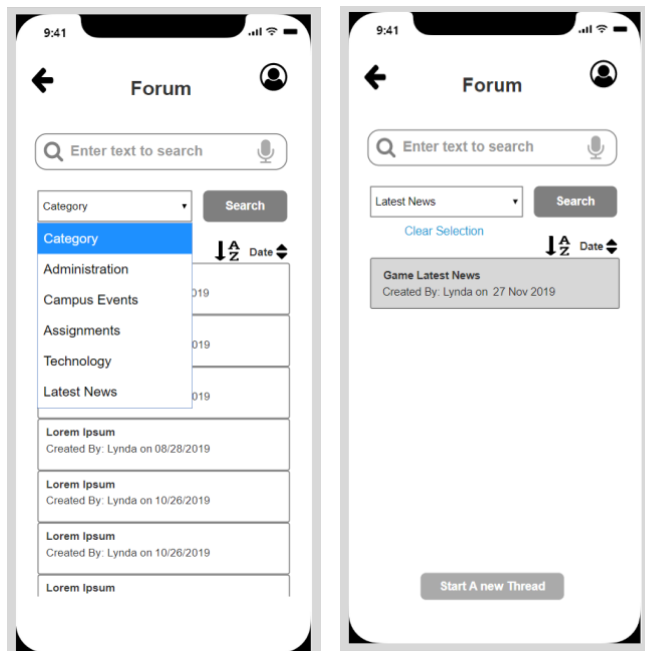 9:41
Forum
Enter text to search
Category
Search
Category
Administration
Campus Events
Assignments
Technology
Latest News
A
Z
Date
019
019
019
Lorem Ipsum
Created By: Lynda on 08/28/2019
Lorem Ipsum
Created By: Lynda on 10/26/2019
Lorem Ipsum
Created By: Lynda on 10/26/2019
Lorem Ipsum
9:41
Forum
Enter text to search
Latest News
Search
Clear Selection
A
Z
Date
Game Latest News
Created By: Lynda on 27 Nov 2019
Start A new Thread